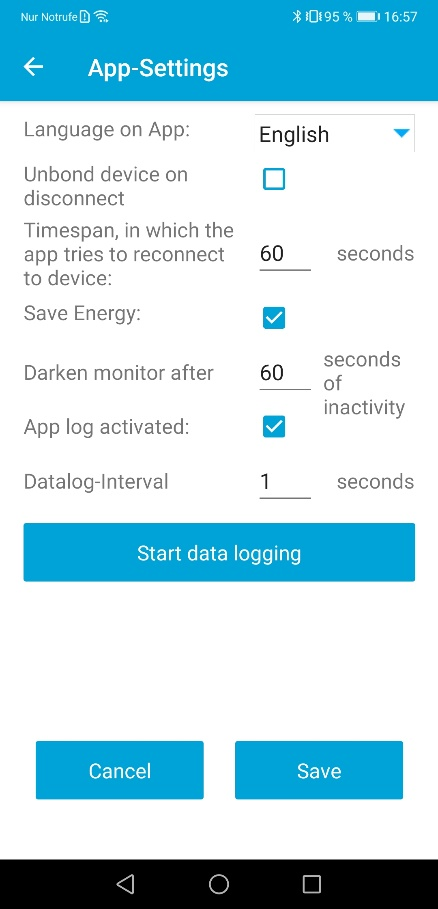 Nur Notrufe 95 % 16:57
App-Settings
Language on App: English
Unbond device on
disconnect
Timespan, in which the
app tries to reconnect
to device:
60 seconds
Save Energy:
Darken monitor after 60
seconds
of
inactivity
App log activated:
Datalog-Interval 1 seconds
Start data logging
Cancel Save